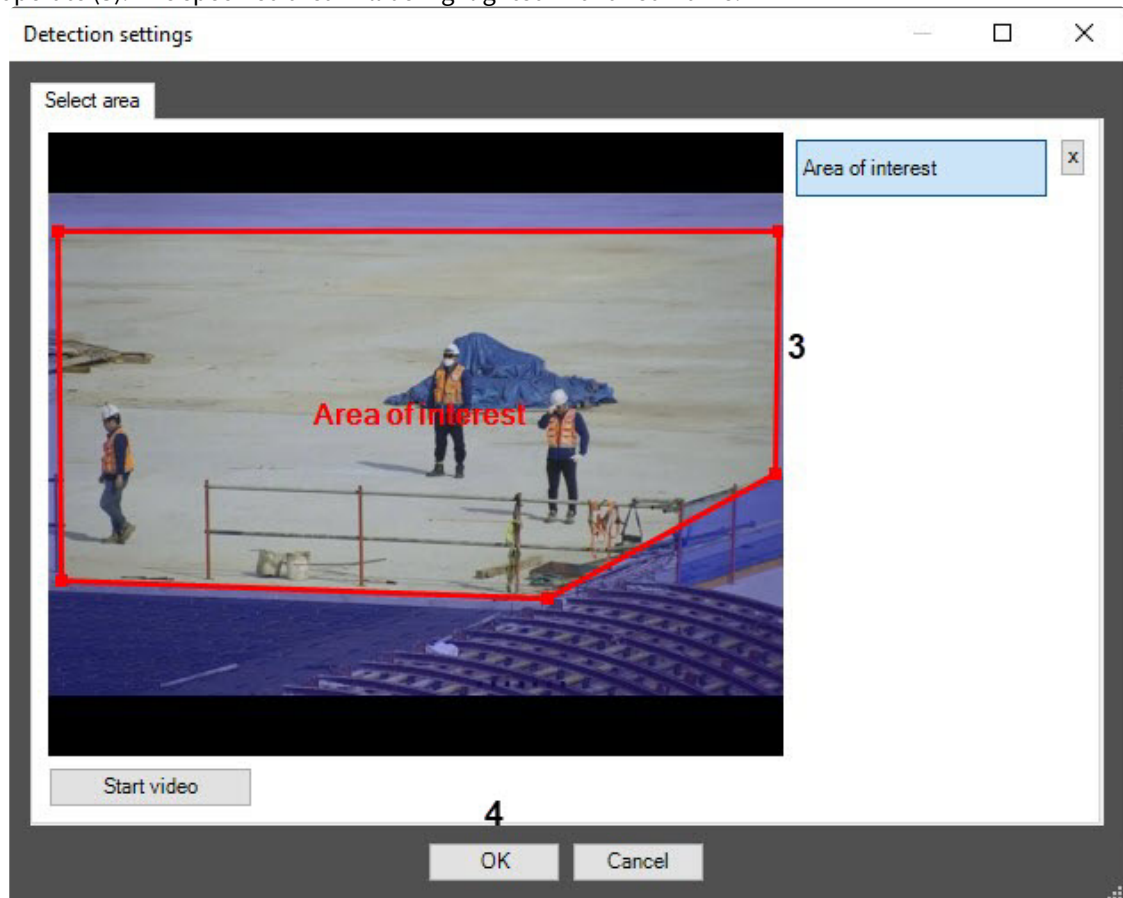 Detection settings
Select area
Area of interest
x
3
Area of interest
Start video
4
OK
Cancel